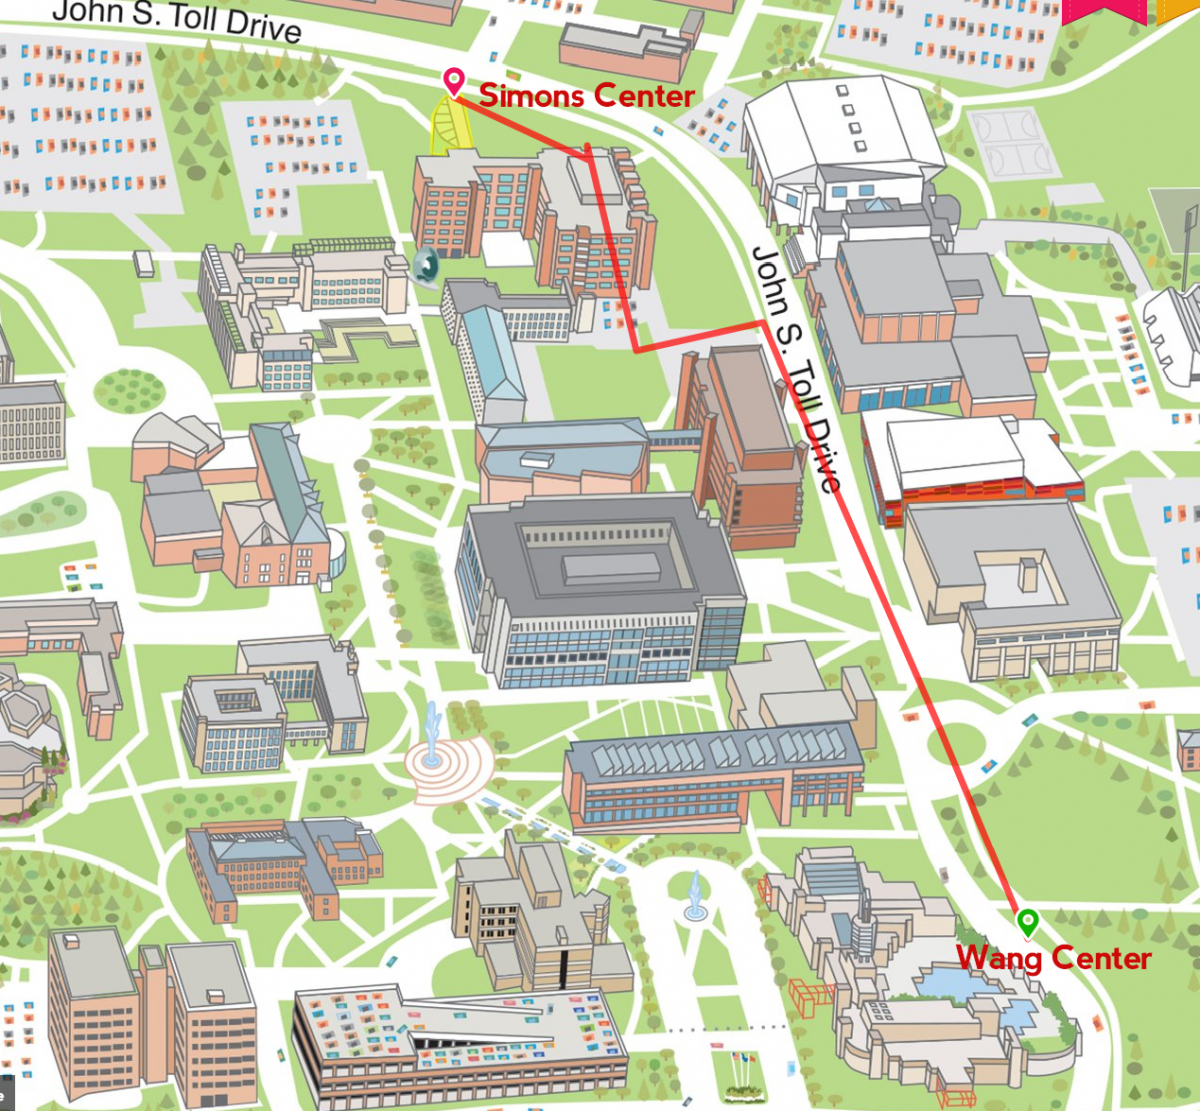 John S. Toll Drive
Simons Center
John S. Toll Drive
Wang Center
e